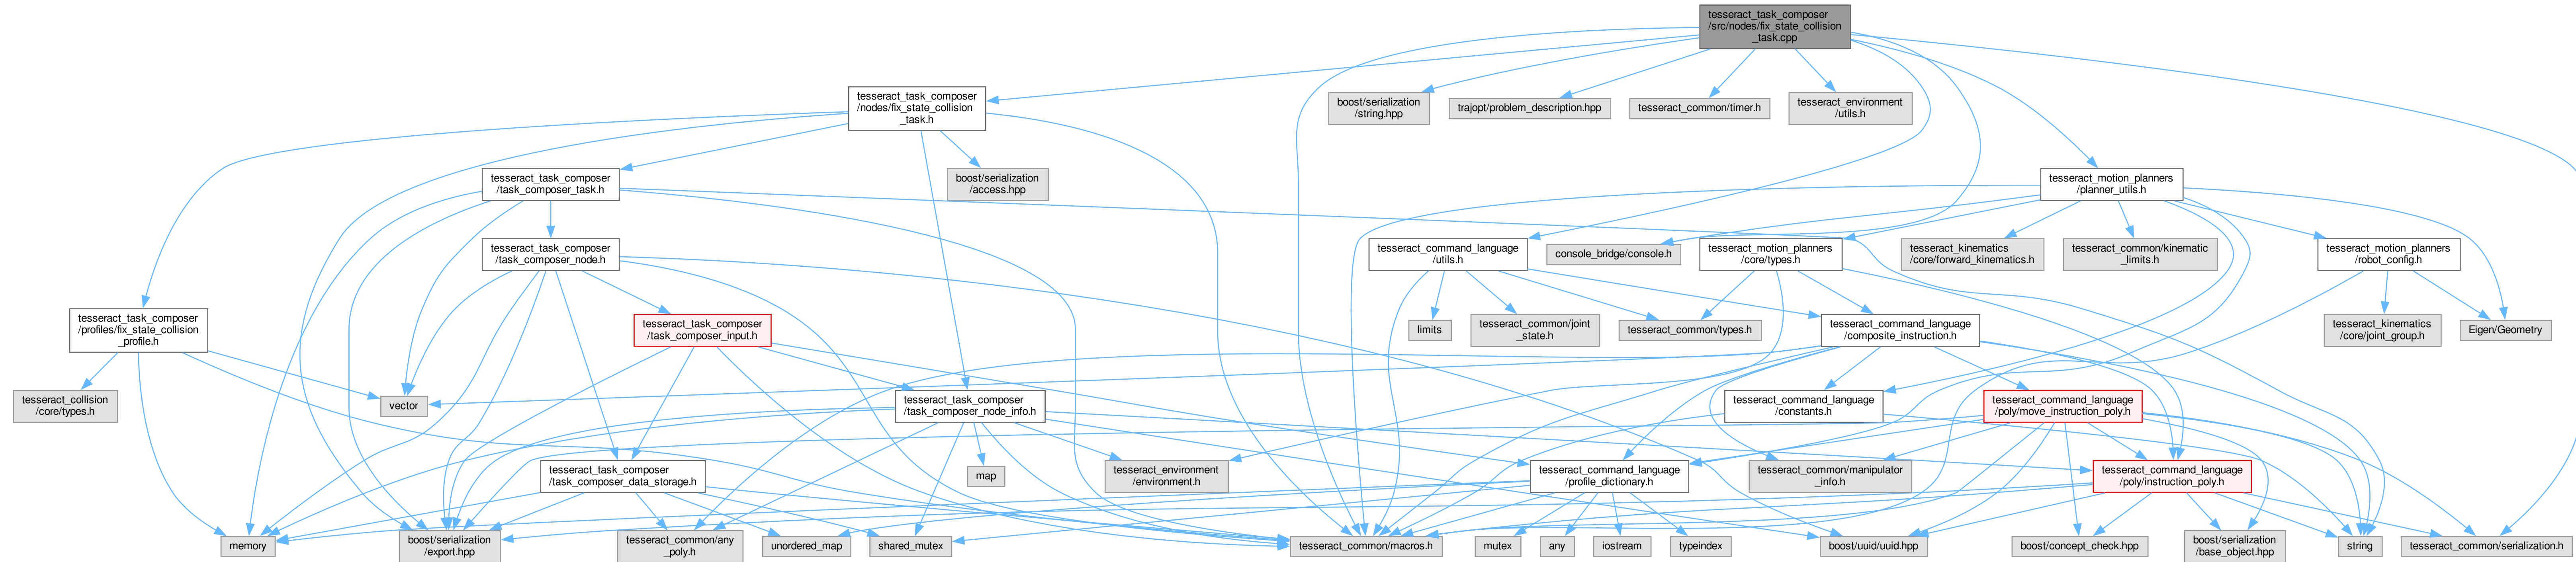 tesseract_task_composer
/src/nodes/fix_state_collision
_task.cpp
tesseract_task_composer
/nodes/fix_state_collision
_task.h
boost/serialization
/string.hpp
trajopt/problem_description.hpp
tesseract_common/timer.h
tesseract_environment
/utils.h
tesseract_task_composer
/task_composer_task.h
boost/serialization
/access.hpp
tesseract_motion_planners
/planner_utils.h
tesseract_task_composer
/task_composer_node.h
tesseract_command_language
/utils.h
console_bridge/console.h
tesseract_motion_planners
/core/types.h
tesseract_kinematics
/core/forward_kinematics.h
tesseract_common/kinematic
_limits.h
tesseract_motion_planners
/robot_config.h
tesseract_task_composer
/profiles/fix_state_collision
_profile.h
tesseract_task_composer
/task_composer_input.h
limits
tesseract_common/joint
_state.h
tesseract_common/types.h
tesseract_command_language
/composite_instruction.h
tesseract_kinematics
/core/joint_group.h
Eigen/Geometry
tesseract_collision
/core/types.h
vector
tesseract_task_composer
/task_composer_node_info.h
tesseract_command_language
/constants.h
tesseract_command_language
/poly/move_instruction_poly.h
tesseract_task_composer
/task_composer_data_storage.h
map
tesseract_environment
/environment.h
tesseract_command_language
/profile_dictionary.h
tesseract_common/manipulator
_info.h
tesseract_command_language
/poly/instruction_poly.h
memory
boost/serialization
/export.hpp
tesseract_common/any
_poly.h
unordered_map
shared_mutex
tesseract_common/macros.h
mutex
any
iostream
typeindex
boost/uuid/uuid.hpp
boost/concept_check.hpp
boost/serialization
/base_object.hpp
string
tesseract_common/serialization.h